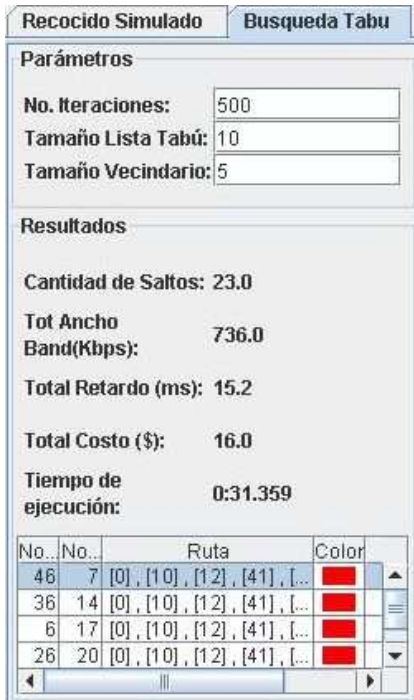 Recocido Simulado Busqueda Tabu
Parámetros
No. Iteraciones: 500
Tamaño Lista Tabú: 10
Tamaño Vecindario: 5
Resultados
Cantidad de Saltos: 23.0
Tot Ancho
Band(Kbps): 736.0
Total Retardo (ms): 15.2
Total Costo ($): 16.0
Tiempo de
ejecución: 0:31.359
No... No... Ruta Color
46 7 [0] , [10] , [12] , [41] , [...
36 14 [0] , [10] , [12] , [41] , [...
6 17 [0] , [10] , [12] , [41] , [...
26 20 [0] , [10] , [12] , [41] , [...